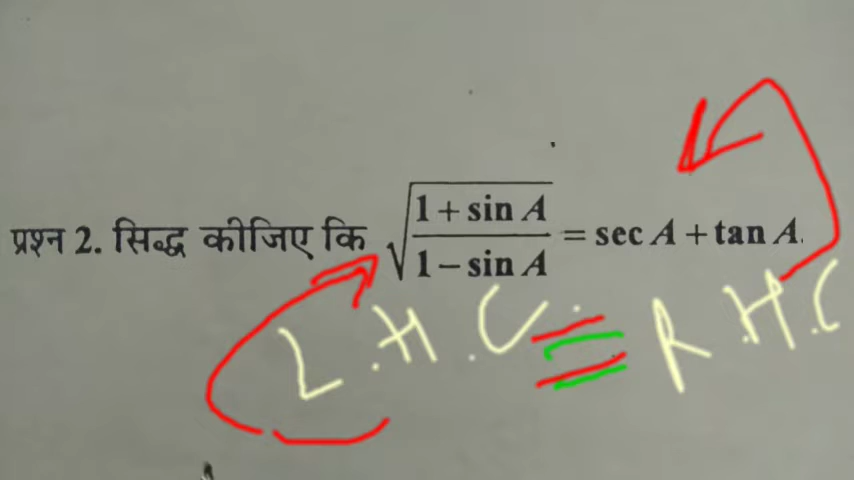 प्रश्न 2. सिद्ध कीजिए कि √(1 + sin A / 1 − sin A) = sec A + tan A.
L.H.C = R.H.C